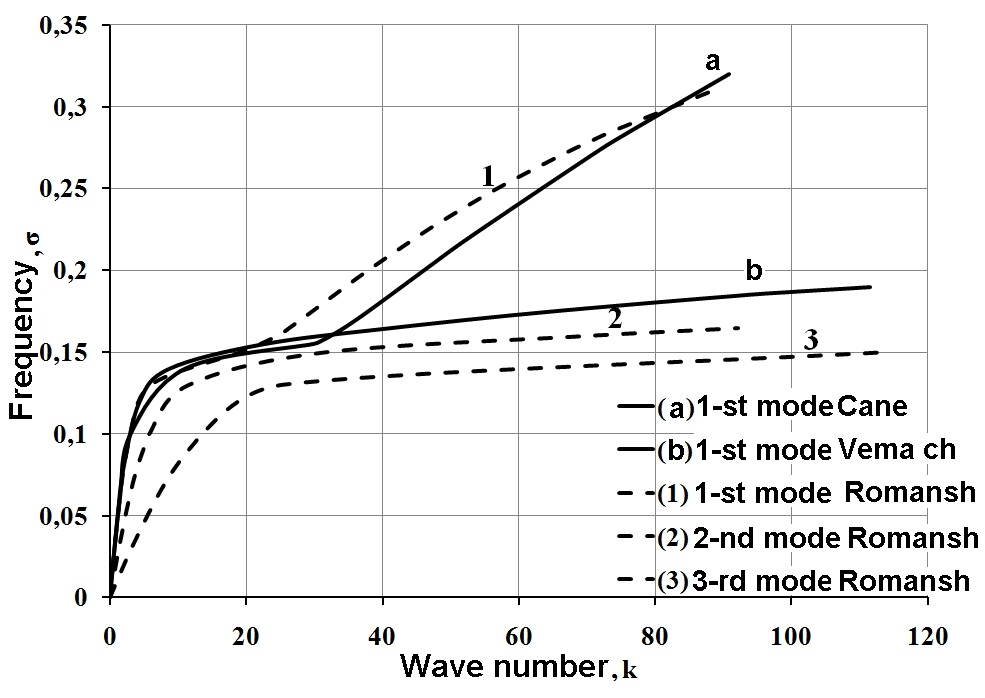 0,35
a
0,3
1
0,25
b
0,2
2
3
0,15
(a) 1-st mode Cane
0,1
(b) 1-st mode Vema ch
(1) 1-st mode Romansh
0,05
(2) 2-nd mode Romansh
(3) 3-rd mode Romansh
0
Frequency, σ
0 20 40 60 80 100 120
Wave number, k